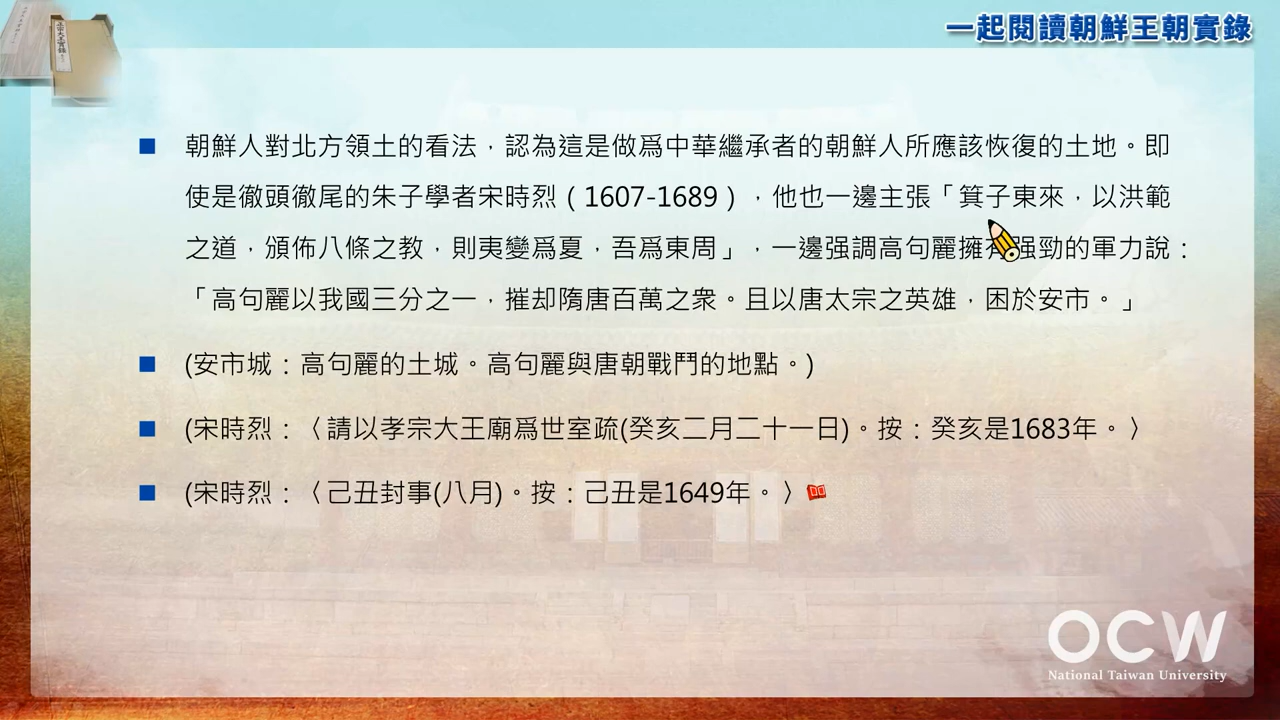 一起閱讀朝鮮王朝實錄
正宗大王實錄
朝鮮人對北方領土的看法，認為這是做爲中華繼承者的朝鮮人所應該恢復的土地。即
使是徹頭徹尾的朱子學者宋時烈（1607-1689），他也一邊主張「箕子東來，以洪範
之道，頒佈八條之教，則夷變爲夏，吾爲東周」，一邊强調高句麗擁有强勁的軍力說：
「高句麗以我國三分之一，摧却隋唐百萬之衆。且以唐太宗之英雄，困於安市。」
(安市城：高句麗的土城。高句麗與唐朝戰鬥的地點。)
(宋時烈：〈請以孝宗大王廟爲世室疏(癸亥二月二十一日)。按：癸亥是1683年。〉
(宋時烈：〈己丑封事(八月)。按：己丑是1649年。〉
OCW
National Taiwan University